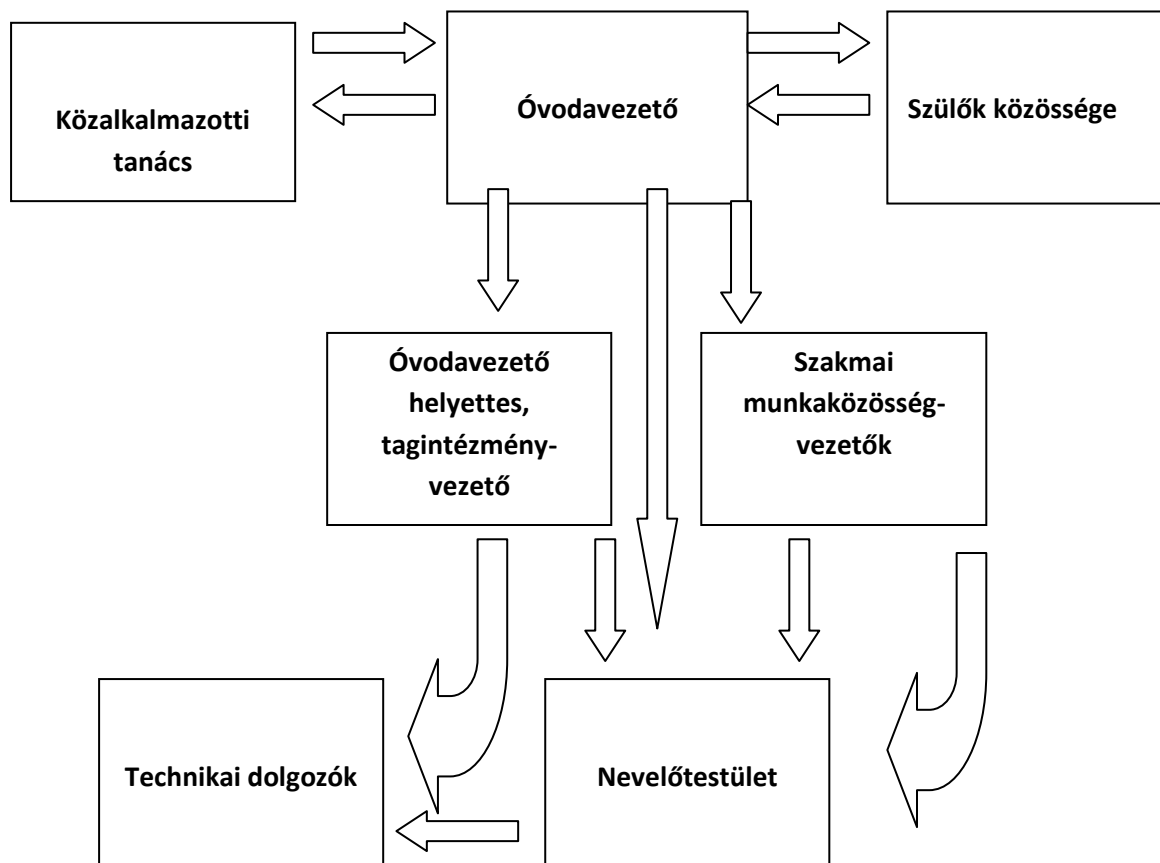 Közalkalmazotti
tanács
Óvodavezető
Szülők közössége
Óvodavezető
helyettes,
tagintézmény-
vezető
Szakmai
munkaközösség-
vezetők
Technikai dolgozók
Nevelőtestület